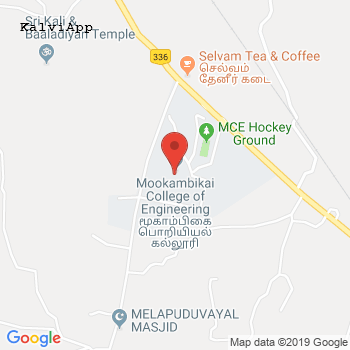 Sri Kali &
KalviApp
Baaladiyan Temple
336
Selvam Tea & Coffee
செல்வம்
தேனீர் கடை
MCE Hockey
Ground
Mookambikai
College of
Engineering
மூகாம்பிகை
பொறியியல்
கல்லூரி
MELAPUDUVAYAL
MASJID
Google
Map data ©2019 Google